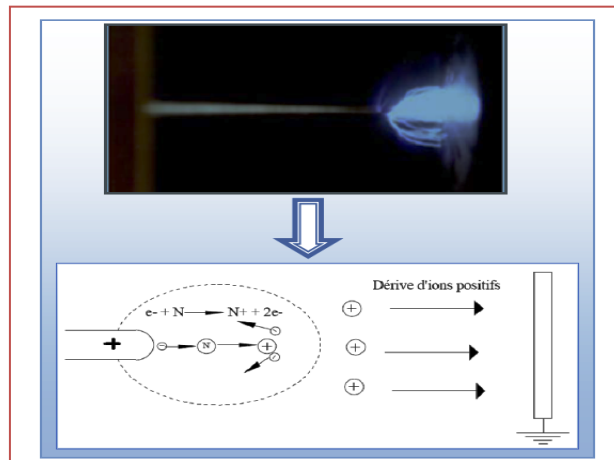 Dérive d'ions positifs
e- + N → N+ + 2e-
+
- N +
-
-
+
+
+